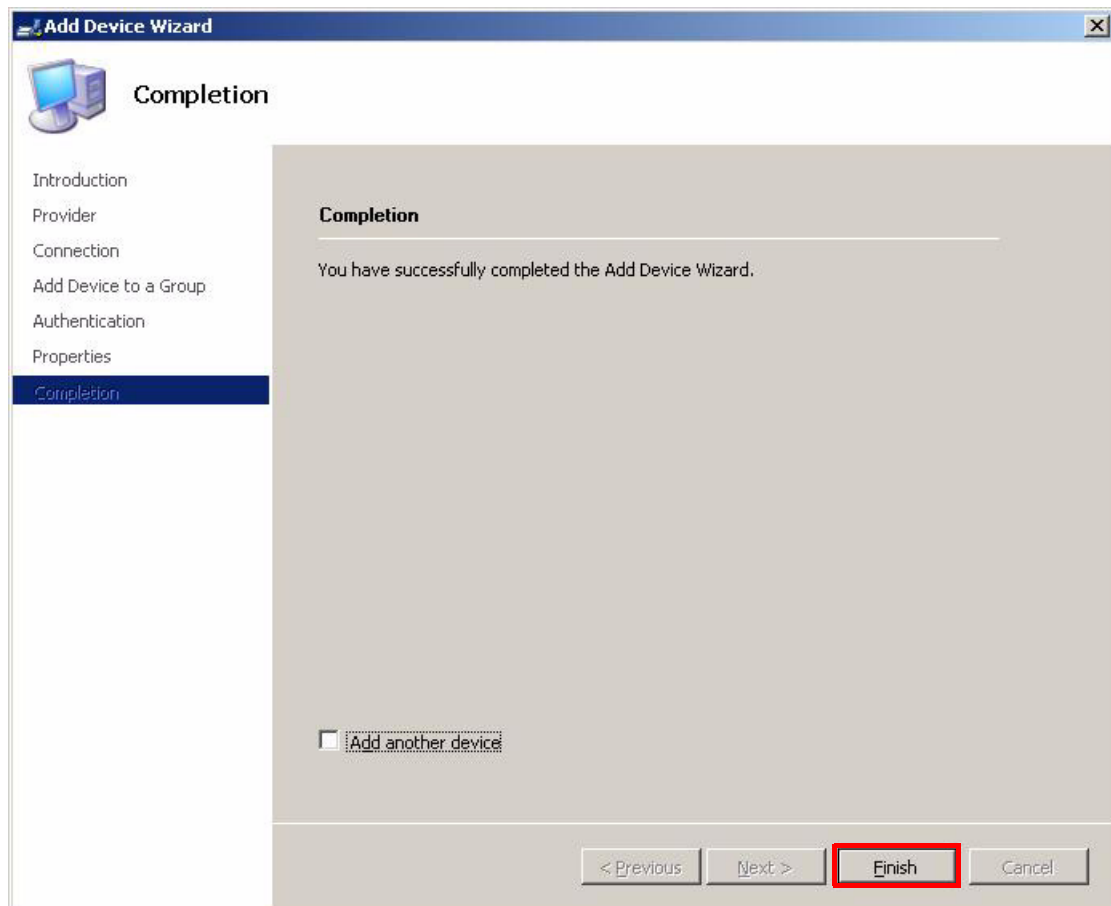 Add Device Wizard
Completion
Introduction
Provider
Connection
Add Device to a Group
Authentication
Properties
Completion
Completion
You have successfully completed the Add Device Wizard.
Add another device
< Previous
Next >
Finish
Cancel